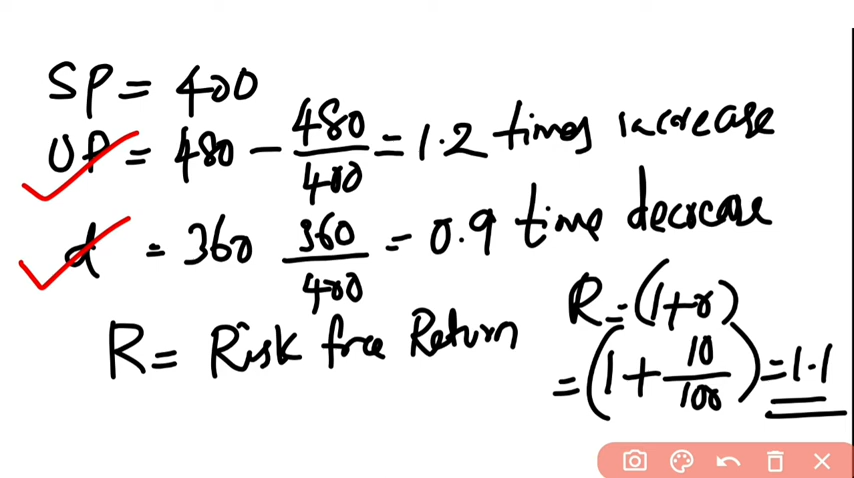 SP = 400
UP = 480 - 480/400 = 1.2 times increase
d = 360 360/400 = 0.9 time decrease
R = Risk free Return
R = (1+r)
= (1 + 10/100) = 1.1